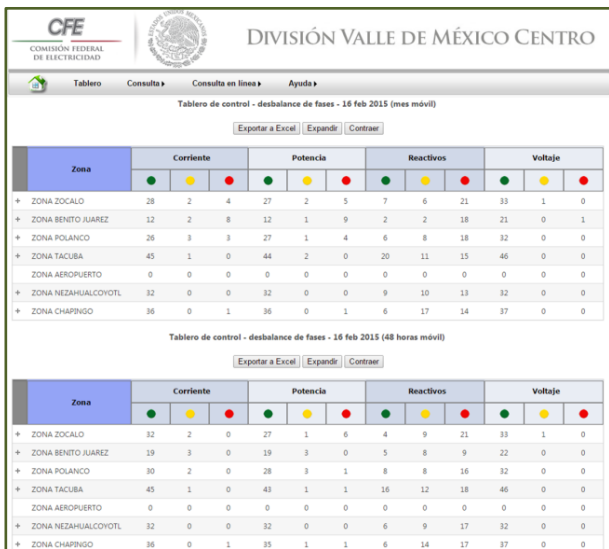 CFE
COMISIÓN FEDERAL
DE ELECTRICIDAD
DIVISIÓN VALLE DE MÉXICO CENTRO
Tablero Consulta Consulta en línea Ayuda
Tablero de control - desbalance de fases - 16 feb 2015 (mes móvil)
Exportar a Excel Expandir Contraer
Zona Corriente Potencia Reactivos Voltaje
+ ZONA ZOCALO 28 2 4 27 2 5 7 6 21 33 1 0
+ ZONA BENITO JUAREZ 12 2 8 12 1 9 2 2 18 21 0 1
+ ZONA POLANCO 26 3 3 27 1 4 6 8 18 32 0 0
+ ZONA TACUBA 45 1 0 44 2 0 20 11 15 46 0 0
ZONA AEROPUERTO 0 0 0 0 0 0 0 0 0 0 0 0
+ ZONA NEZAHUALCOYOTL 32 0 0 32 0 0 9 10 13 32 0 0
+ ZONA CHAPINGO 36 0 1 36 0 1 6 17 14 37 0 0
Tablero de control - desbalance de fases - 16 feb 2015 (48 horas móvil)
Exportar a Excel Expandir Contraer
Zona Corriente Potencia Reactivos Voltaje
+ ZONA ZOCALO 32 2 0 27 1 6 4 9 21 33 1 0
+ ZONA BENITO JUAREZ 19 3 0 19 3 0 5 8 9 22 0 0
+ ZONA POLANCO 30 2 0 28 3 1 8 8 16 32 0 0
+ ZONA TACUBA 45 1 0 43 1 1 16 12 18 46 0 0
ZONA AEROPUERTO 0 0 0 0 0 0 0 0 0 0 0 0
+ ZONA NEZAHUALCOYOTL 32 0 0 32 0 0 6 9 17 32 0 0
+ ZONA CHAPINGO 36 0 1 35 1 1 6 14 17 37 0 0